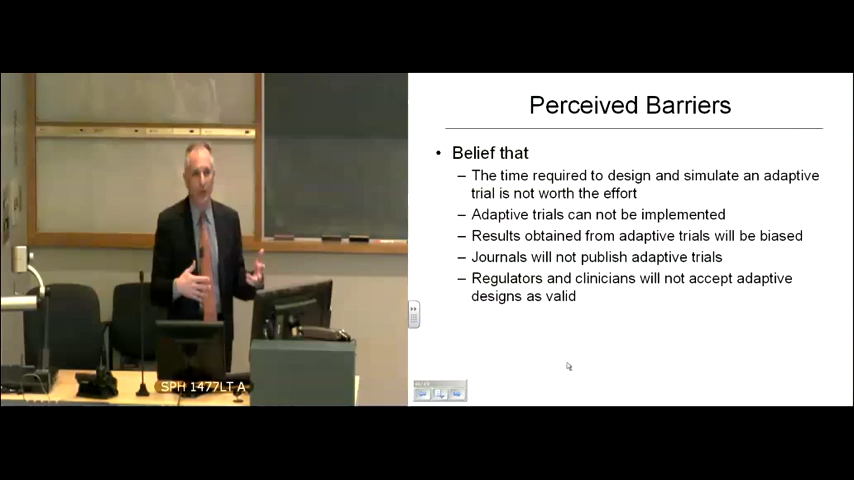 Perceived Barriers
• Belief that
– The time required to design and simulate an adaptive
trial is not worth the effort
– Adaptive trials can not be implemented
– Results obtained from adaptive trials will be biased
– Journals will not publish adaptive trials
– Regulators and clinicians will not accept adaptive
designs as valid
SPH 1477LT A